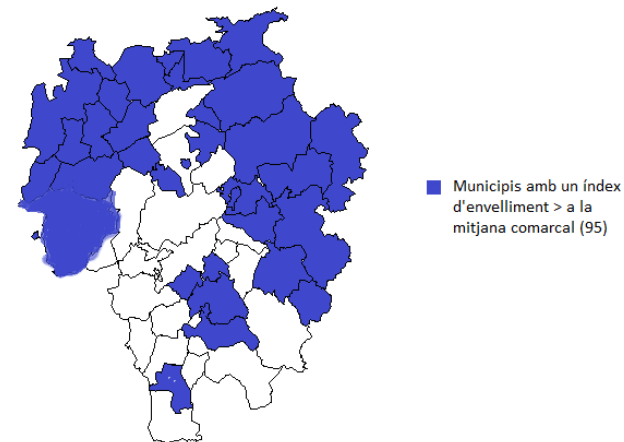 Municipis amb un índex
d'envelliment > a la
mitjana comarcal (95)